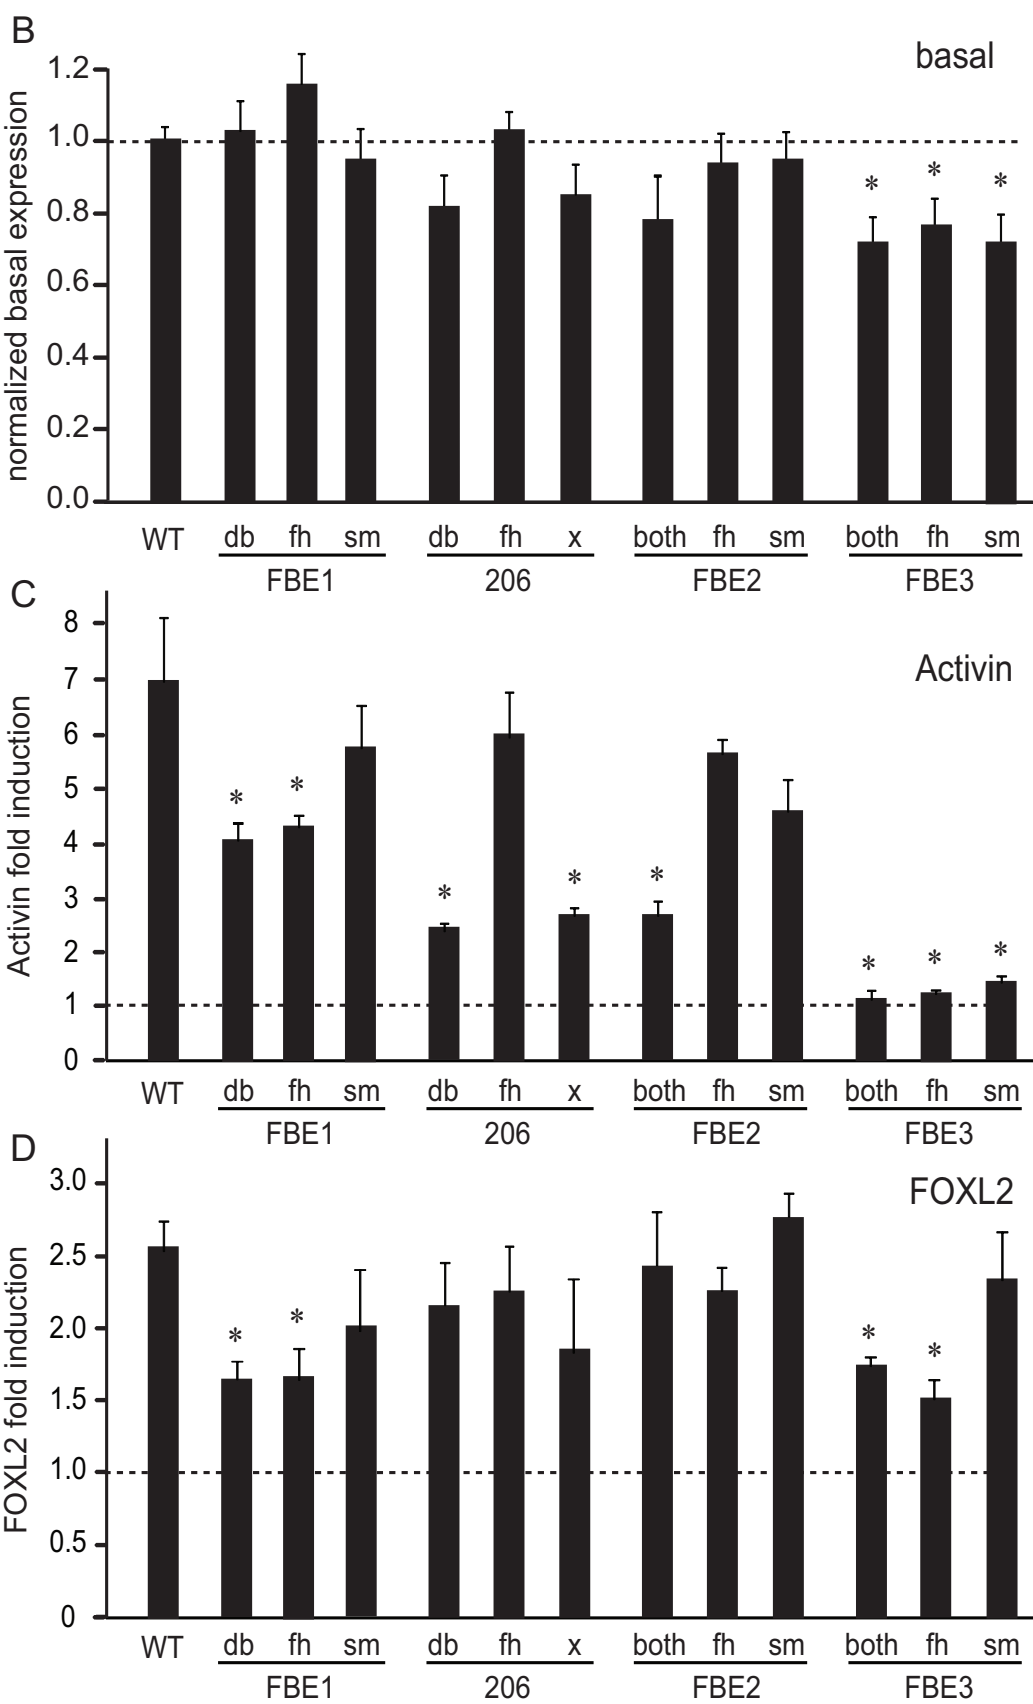 B
basal
normalized basal expression
1.2
1.0
0.8
0.6
0.4
0.2
0.0
* * *
WT db fh sm db fh x both fh sm both fh sm
FBE1 206 FBE2 FBE3
C
Activin
Activin fold induction
8
7
6
5
4
3
2
1
0
* * * * * * * *
WT db fh sm db fh x both fh sm both fh sm
FBE1 206 FBE2 FBE3
D
FOXL2
FOXL2 fold induction
3.0
2.5
2.0
1.5
1.0
0.5
0
* * * *
WT db fh sm db fh x both fh sm both fh sm
FBE1 206 FBE2 FBE3